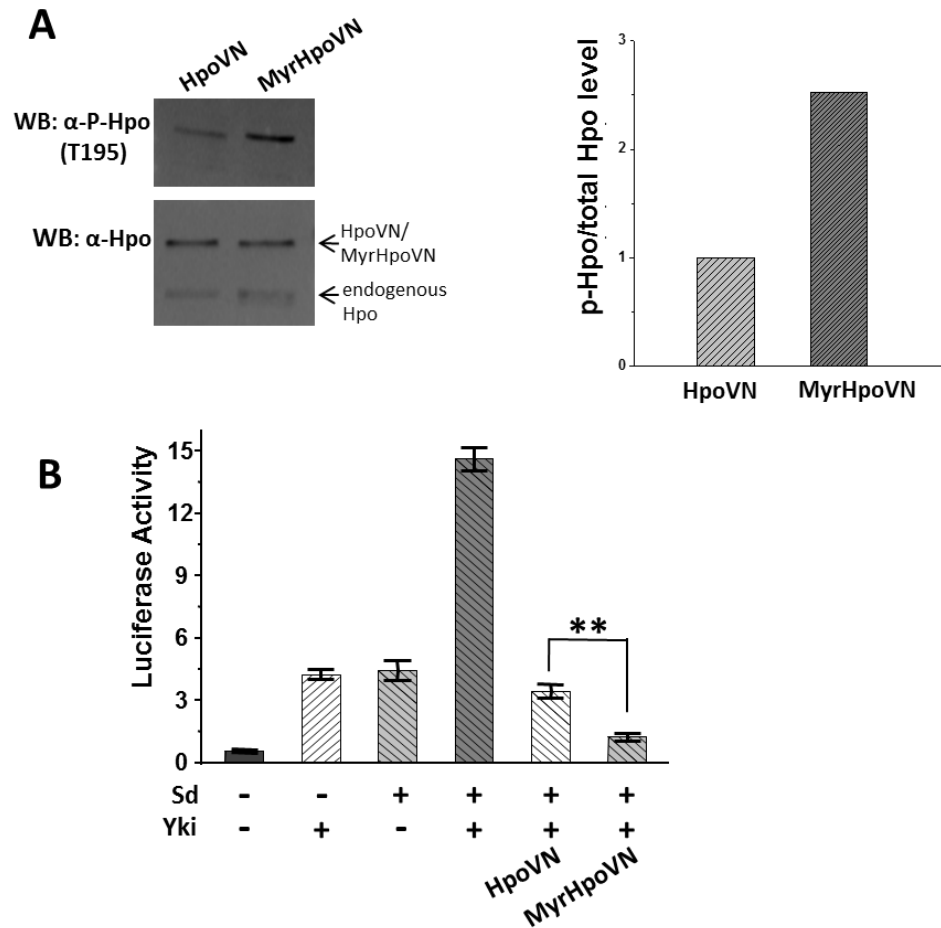 A
HpoVN MyrHpoVN
WB: α-P-Hpo
(T195)
WB: α-Hpo
HpoVN/
MyrHpoVN
endogenous
Hpo
p-Hpo/total Hpo level
3
2
1
0
HpoVN MyrHpoVN
B
Luciferase Activity
15
12
9
6
3
0
**
Sd - - + + + +
Yki - + - + + +
HpoVN MyrHpoVN